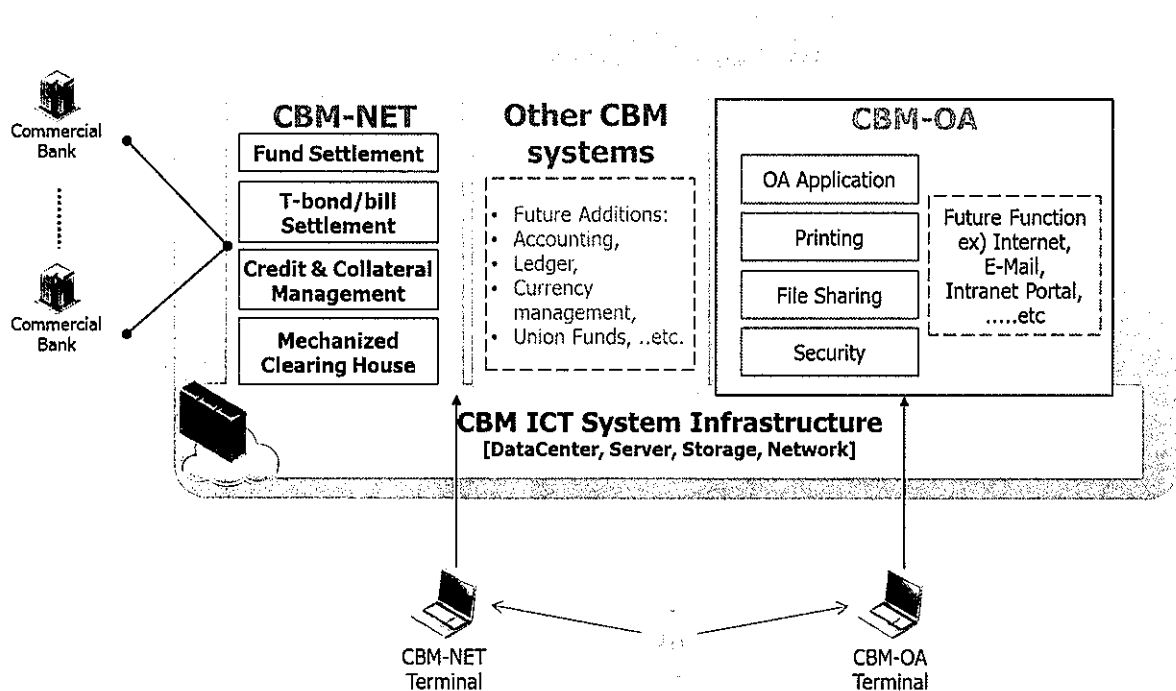 Commercial
Bank
Commercial
Bank
CBM-NET
Fund Settlement
T-bond/bill
Settlement
Credit & Collateral
Management
Mechanized
Clearing House
Other CBM
systems
• Future Additions:
• Accounting,
• Ledger,
• Currency
management,
• Union Funds, ..etc.
CBM-OA
OA Application
Printing
File Sharing
Security
Future Function
ex) Internet,
E-Mail,
Intranet Portal,
.....etc
CBM ICT System Infrastructure
[DataCenter, Server, Storage, Network]
CBM-NET
Terminal
CBM-OA
Terminal